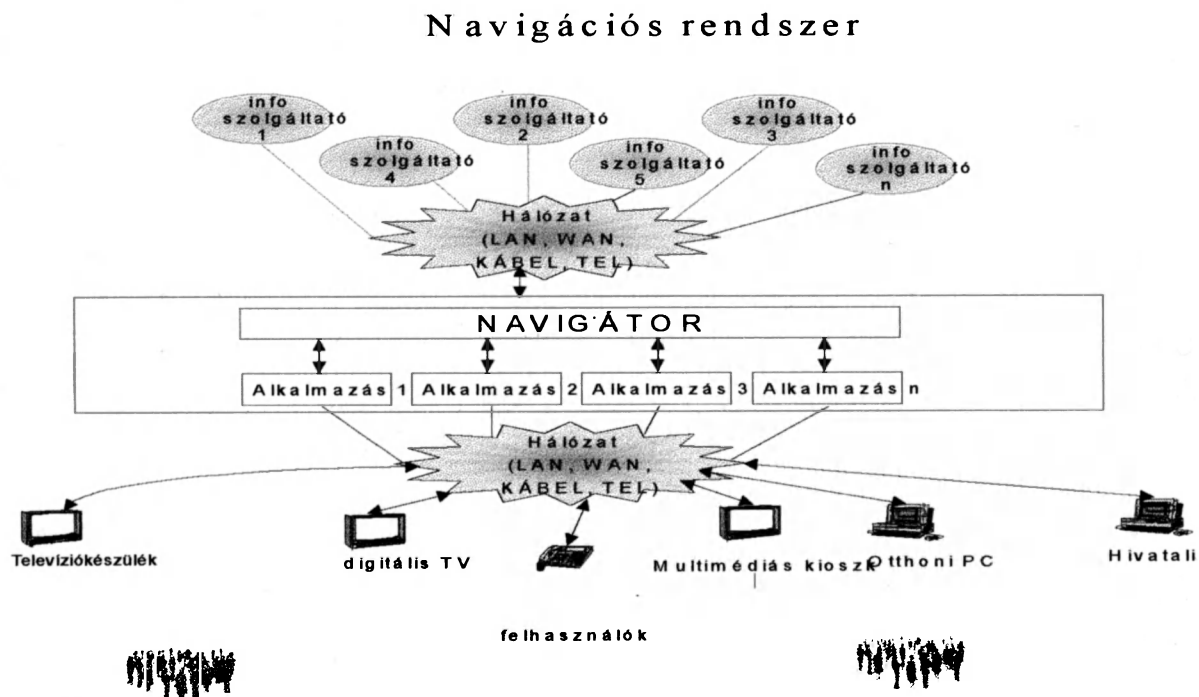 Navigációs rendszer
info
szolgáltató
1
info
szolgáltató
2
info
szolgáltató
3
info
szolgáltató
4
info
szolgáltató
5
info
szolgáltató
n
Hálózat
(LAN, WAN,
KÁBEL, TEL)
NAVIGÁTOR
Alkalmazás 1
Alkalmazás 2
Alkalmazás 3
Alkalmazás n
Hálózat
(LAN, WAN,
KÁBEL, TEL)
Televíziókészülék
digitális TV
Multimédiás kioszk
Otthoni PC
Hivatali
felhasználók